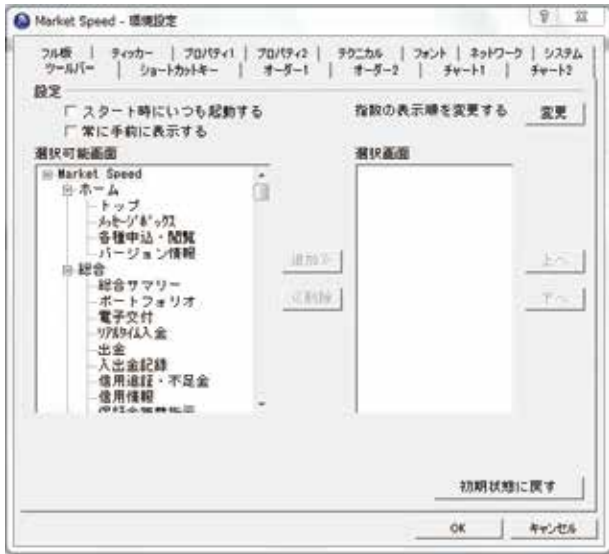 Market Speed - 環境設定
フル板 | ティッカー | プロパティ1 | プロパティ2 | テクニカル | フォント | ネットワーク | システム
ツールバー | ショートカットキー | オーダー1 | オーダー2 | チャート1 | チャート2
設定
スタート時にいつも起動する
指数の表示順を変更する
変更
常に手前に表示する
選択可能画面
選択画面
Market Speed
ホーム
トップ
メッセージボックス
各種申込・閲覧
バージョン情報
総合
総合サマリー
ポートフォリオ
電子交付
リアルタイム入金
出金
入出金記録
信用追証・不足金
信用情報
追加>>
<<削除
上へ
下へ
初期状態に戻す
OK
キャンセル